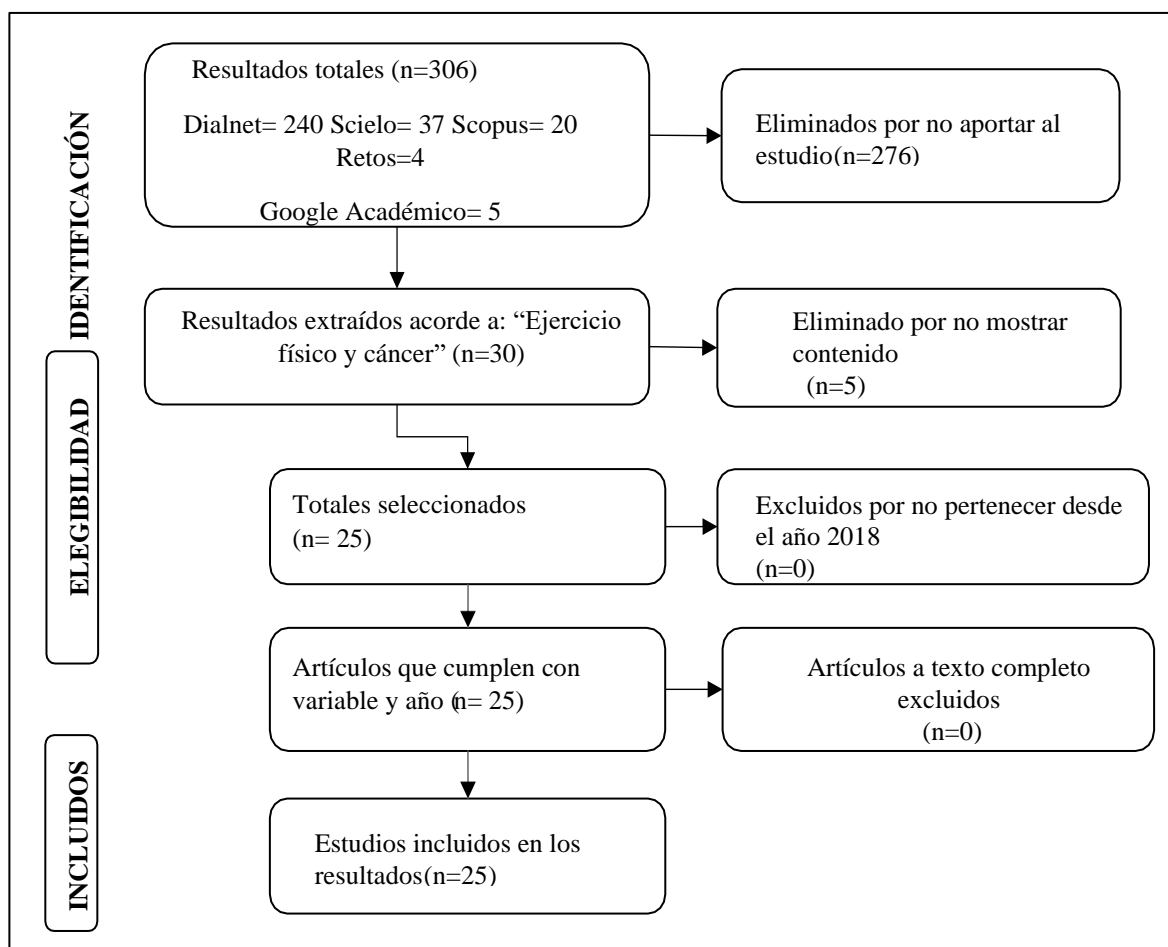 IDENTIFICACIÓN
Resultados totales (n=306)
Dialnet= 240 Scielo= 37 Scopus= 20
Retos=4
Google Académico= 5
Eliminados por no aportar al
estudio(n=276)
Resultados extraídos acorde a: “Ejercicio
físico y cáncer” (n=30)
Eliminado por no mostrar
contenido
(n=5)
ELEGIBILIDAD
Totales seleccionados
(n= 25)
Excluidos por no pertenecer desde
el año 2018
(n=0)
Artículos que cumplen con
variable y año (n= 25)
Artículos a texto completo
excluidos
(n=0)
INCLUIDOS
Estudios incluidos en los
resultados(n=25)